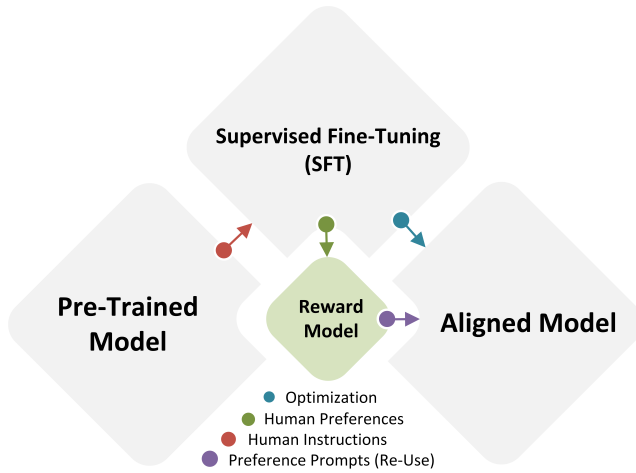 Supervised Fine-Tuning
(SFT)
Pre-Trained
Model
Reward
Model
Aligned Model
Optimization
Human Preferences
Human Instructions
Preference Prompts (Re-Use)